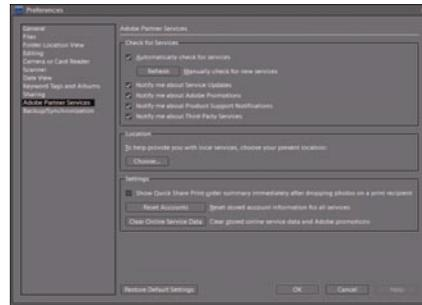 Preferences
General
Files
Folder Location View
Editing
Camera or Card Reader
Scanner
Date View
Keyword Tags and Albums
Sharing
Adobe Partner Services
Backup/Synchronization
Adobe Partner Services
Check for Services
Automatically check for services
Refresh Manually check for new services
Notify me about Service Updates
Notify me about Adobe Promotions
Notify me about Product Support Notifications
Notify me about Third-Party Services
Location
To help provide you with local services, choose your present location:
Choose...
Settings
Show Quick Share Print order summary immediately after dropping photos on a print recipient
Reset Accounts Reset stored account information for all services
Clear Online Service Data Clear stored online service data and Adobe promotions
Restore Default Settings OK Cancel Help